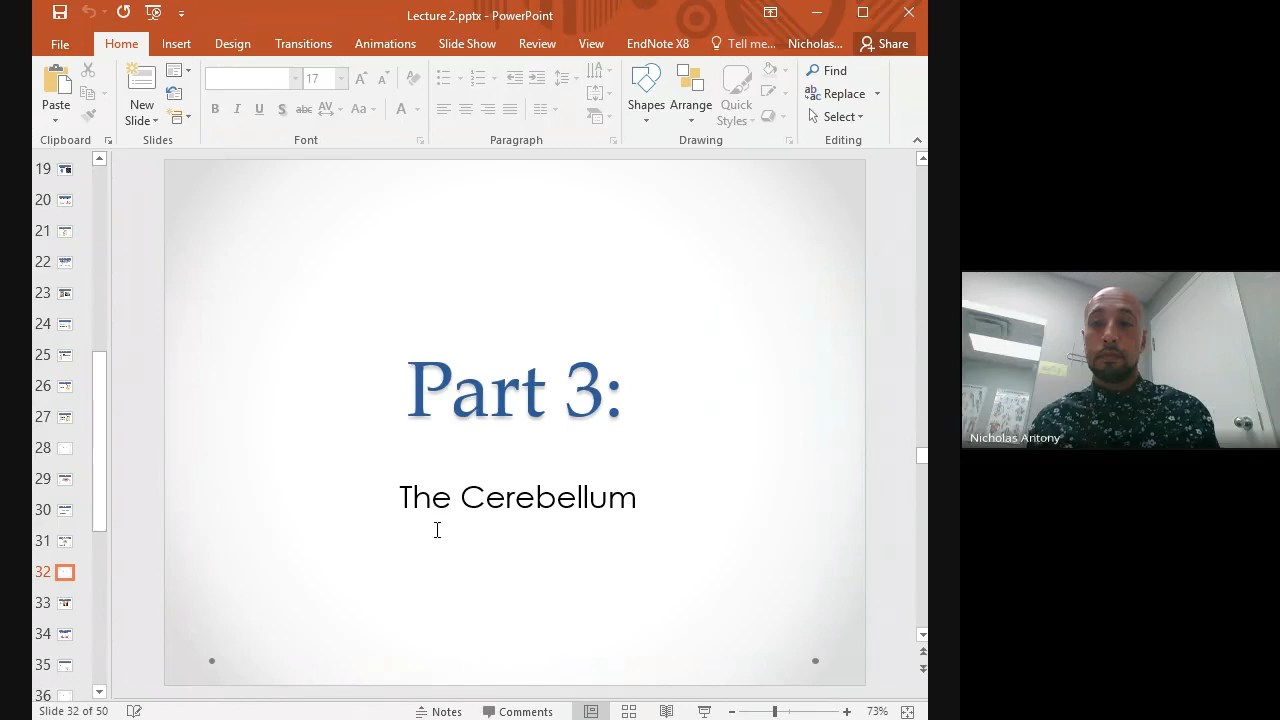 Lecture 2.pptx - PowerPoint
File Home Insert Design Transitions Animations Slide Show Review View EndNote X8 Tell me... Nicholas... Share
Paste
New Slide
17
B I U S abc AV Aa A
Shapes
Arrange
Quick Styles
Find
Replace
Select
Clipboard Slides Font Paragraph Drawing Editing
19
20
21
22
23
24
25
26
27
28
29
30
31
32
33
34
35
36
Part 3:
The Cerebellum
Nicholas Antony
Slide 32 of 50 Notes Comments 73%